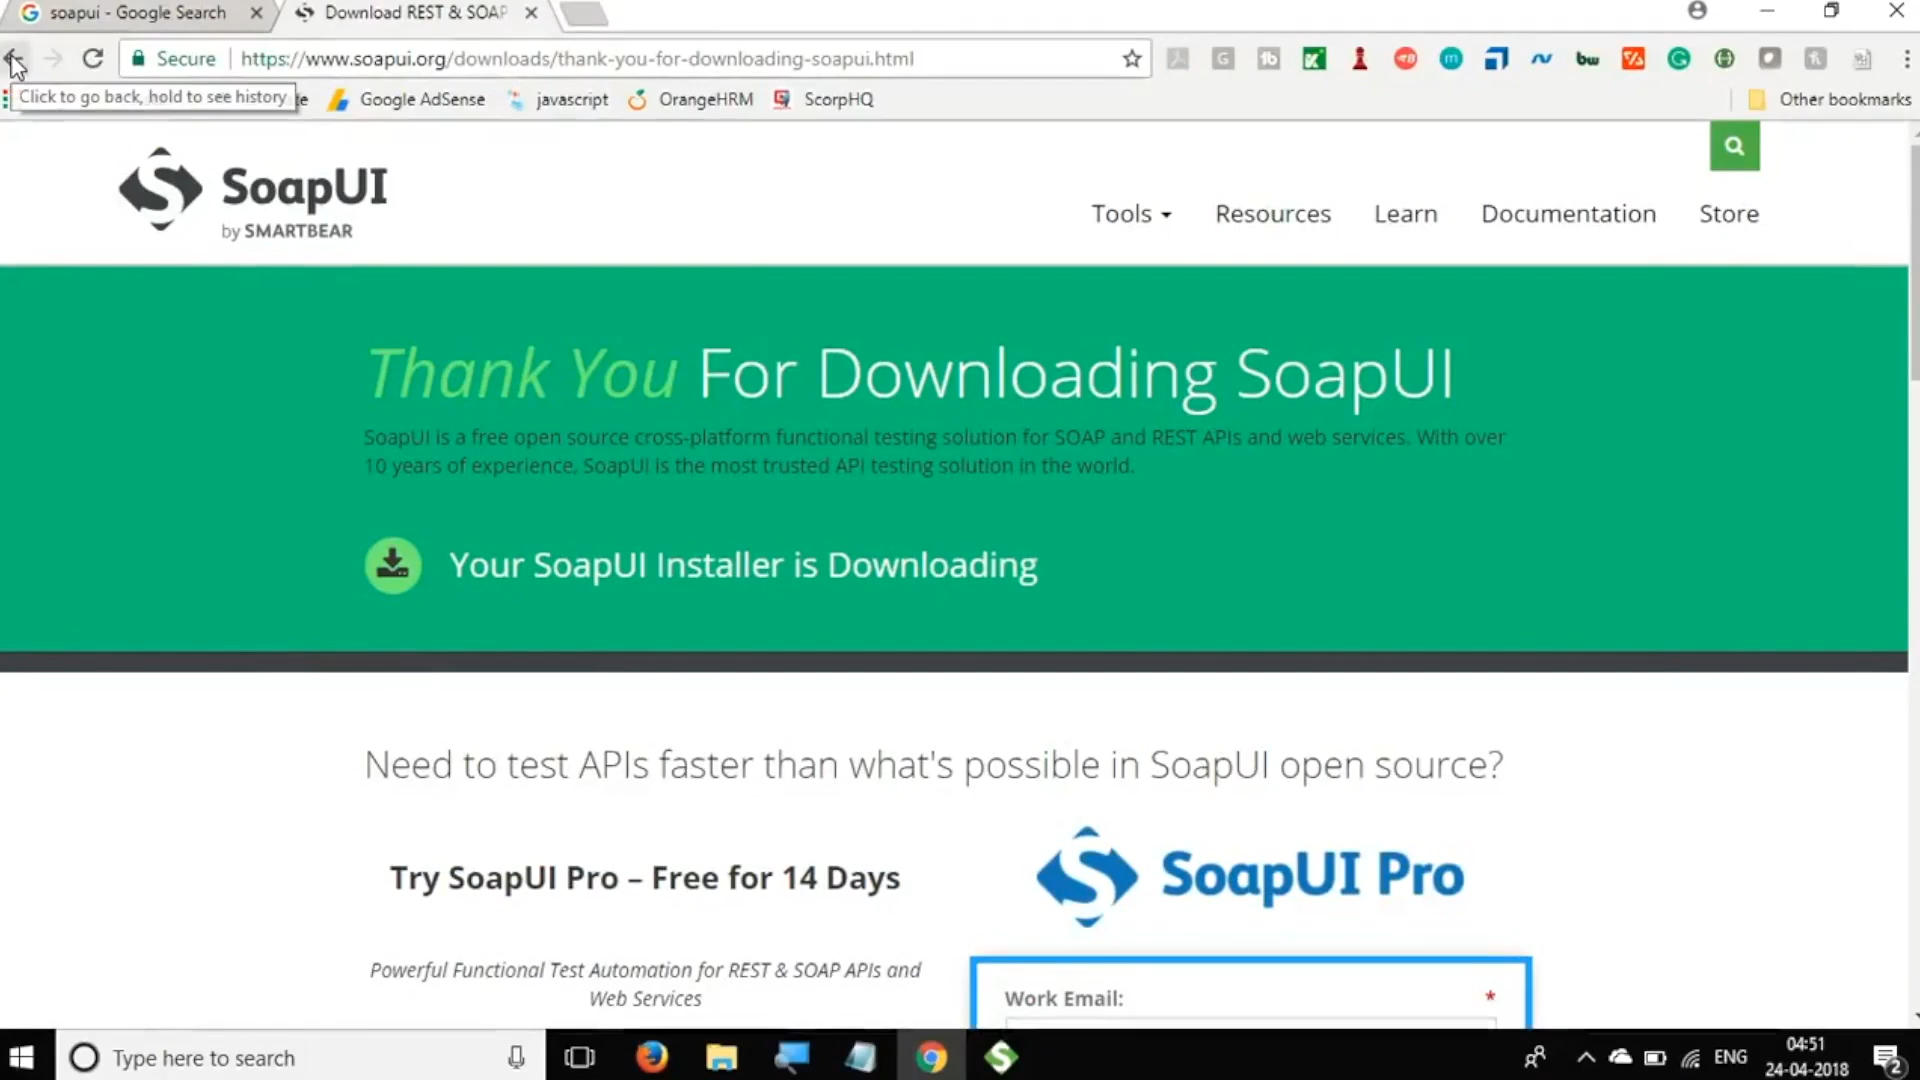 soapui - Google Search
Download REST & SOAP
Secure
https://www.soapui.org/downloads/thank-you-for-downloading-soapui.html
Click to go back, hold to see history
Google AdSense
javascript
OrangeHRM
ScorpHQ
Other bookmarks
SoapUI
by SMARTBEAR
Tools
Resources
Learn
Documentation
Store
Thank You For Downloading SoapUI
SoapUI is a free open source cross-platform functional testing solution for SOAP and REST APIs and web services. With over
10 years of experience, SoapUI is the most trusted API testing solution in the world.
Your SoapUI Installer is Downloading
Need to test APIs faster than what's possible in SoapUI open source?
Try SoapUI Pro – Free for 14 Days
SoapUI Pro
Powerful Functional Test Automation for REST & SOAP APIs and
Web Services
Work Email: *
Type here to search
ENG
04:51
24-04-2018
2